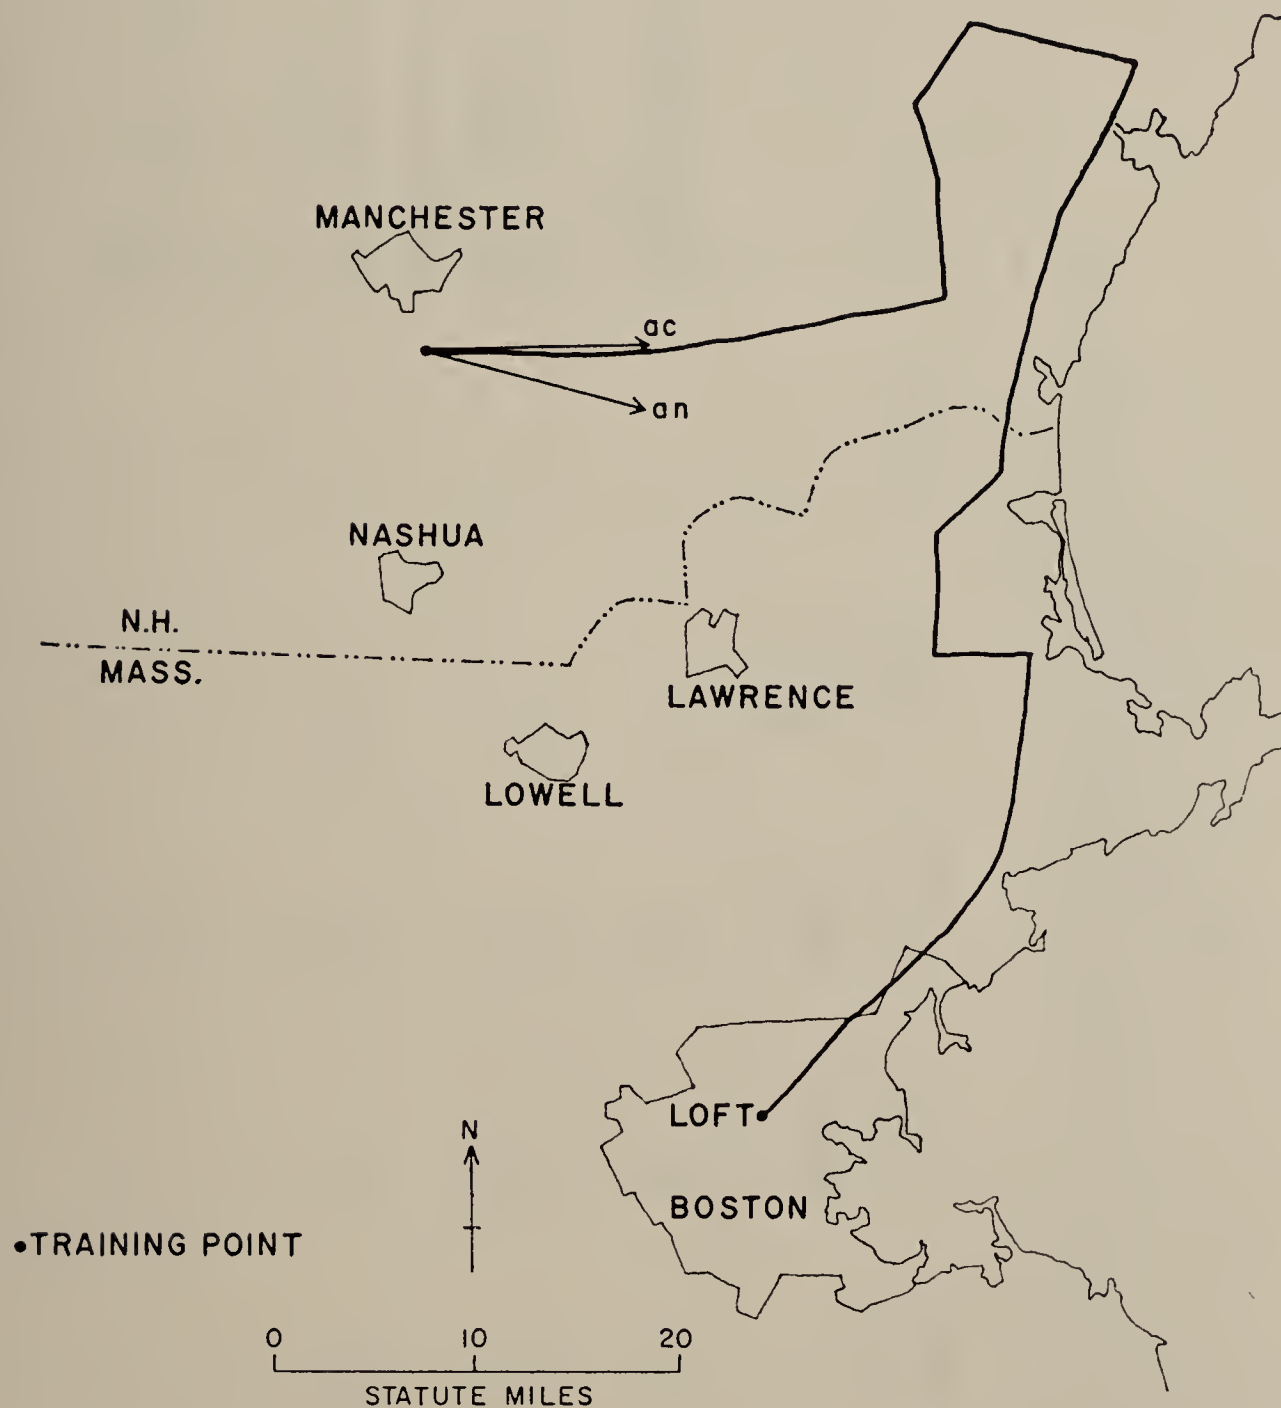 MANCHESTER
ac
an
NASHUA
N.H.
MASS.
LAWRENCE
LOWELL
LOFT
N
BOSTON
•TRAINING POINT
0 10 20
STATUTE MILES